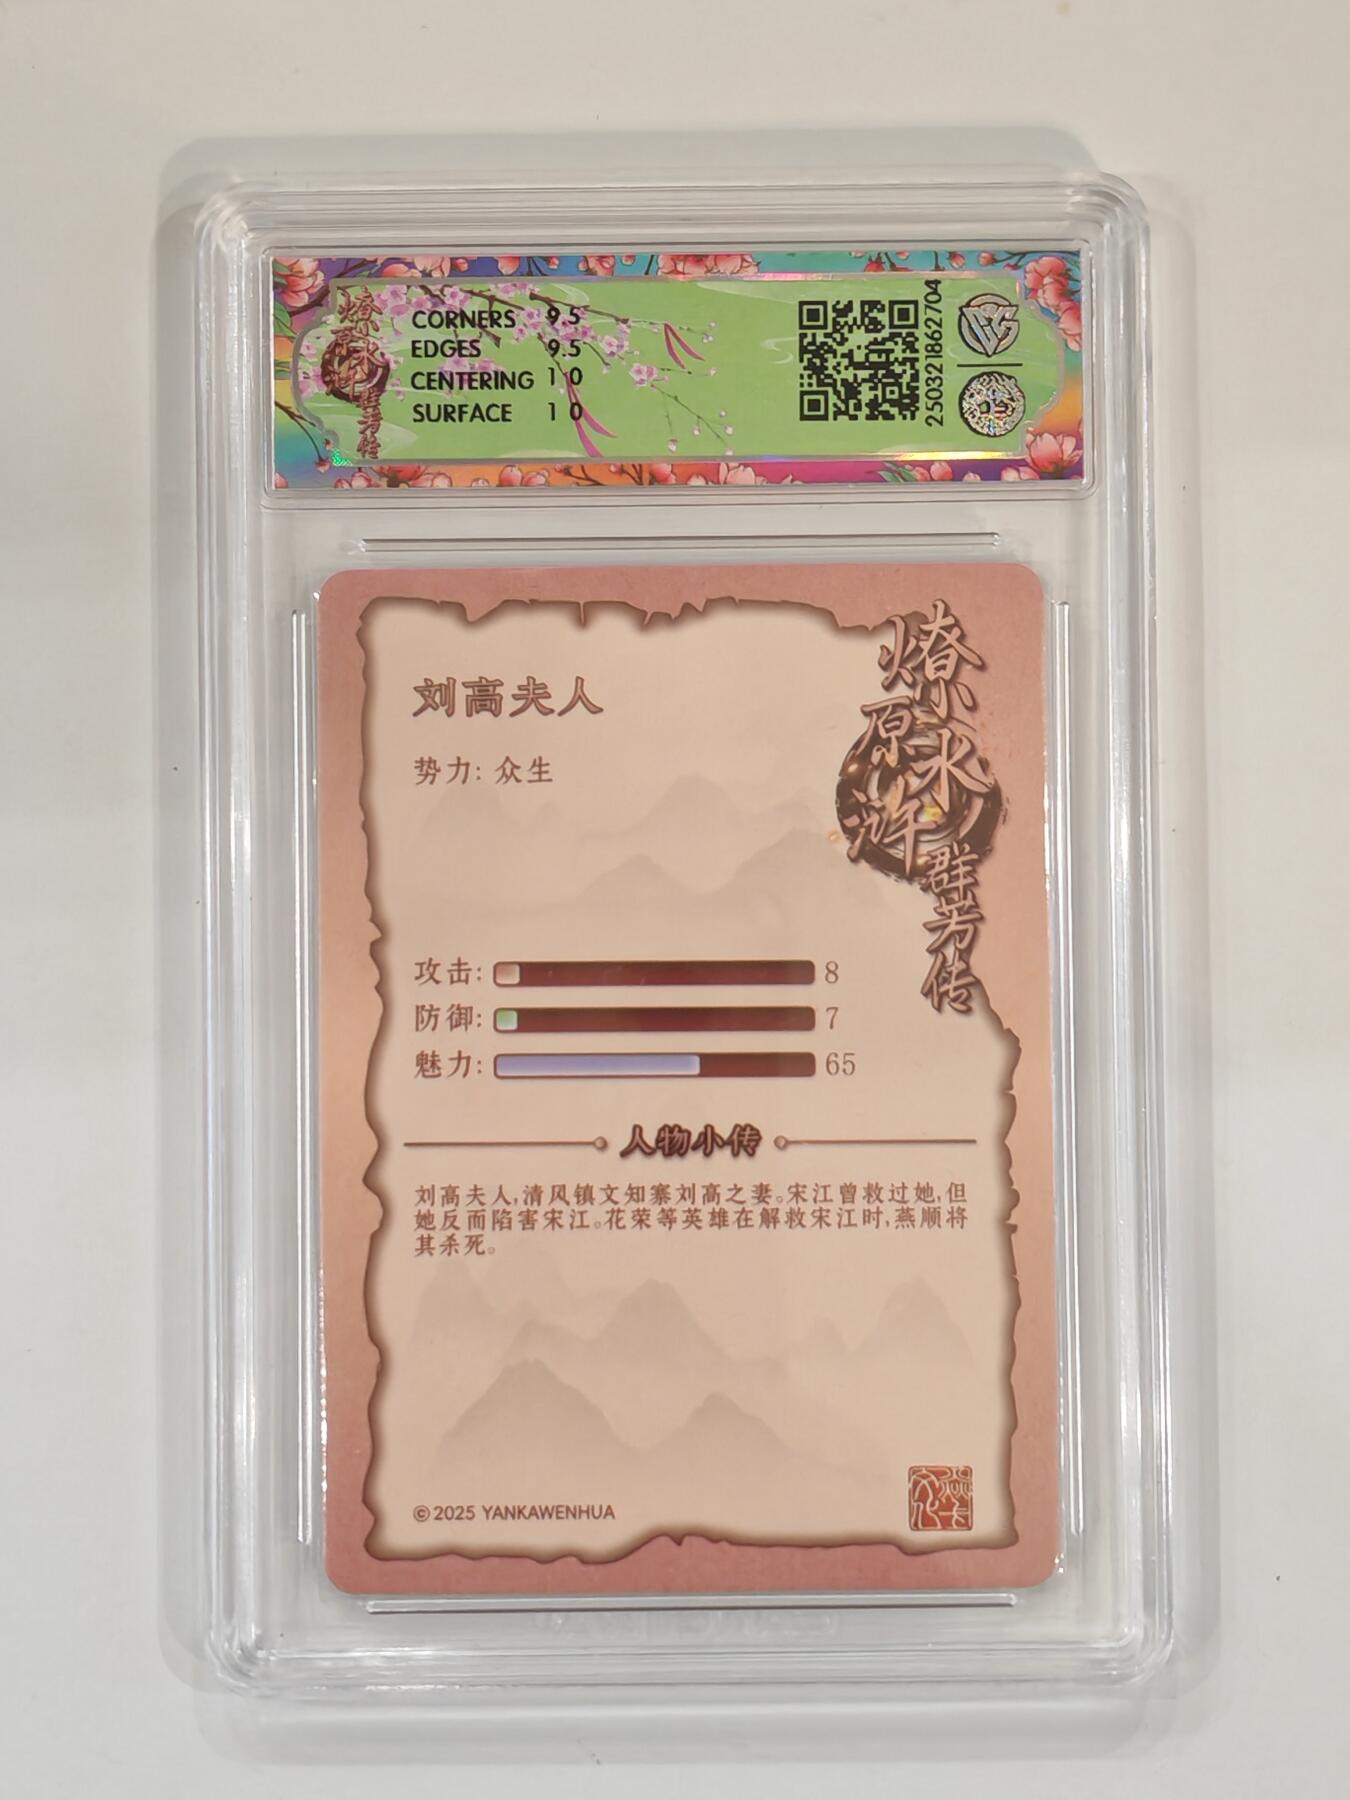 燎原水浒群芳传
CORNERS 9.5
EDGES 9.5
CENTERING 10
SURFACE 10
2503218862704
刘高夫人
势力: 众生
燎原水浒
群芳传
攻击: 8
防御: 7
魅力: 65
人物小传
刘高夫人,清风镇文知寨刘高之妻。宋江曾救过她,但
她反而陷害宋江。花荣等英雄在解救宋江时,燕顺将
其杀死。
©2025 YANKAWENHUA